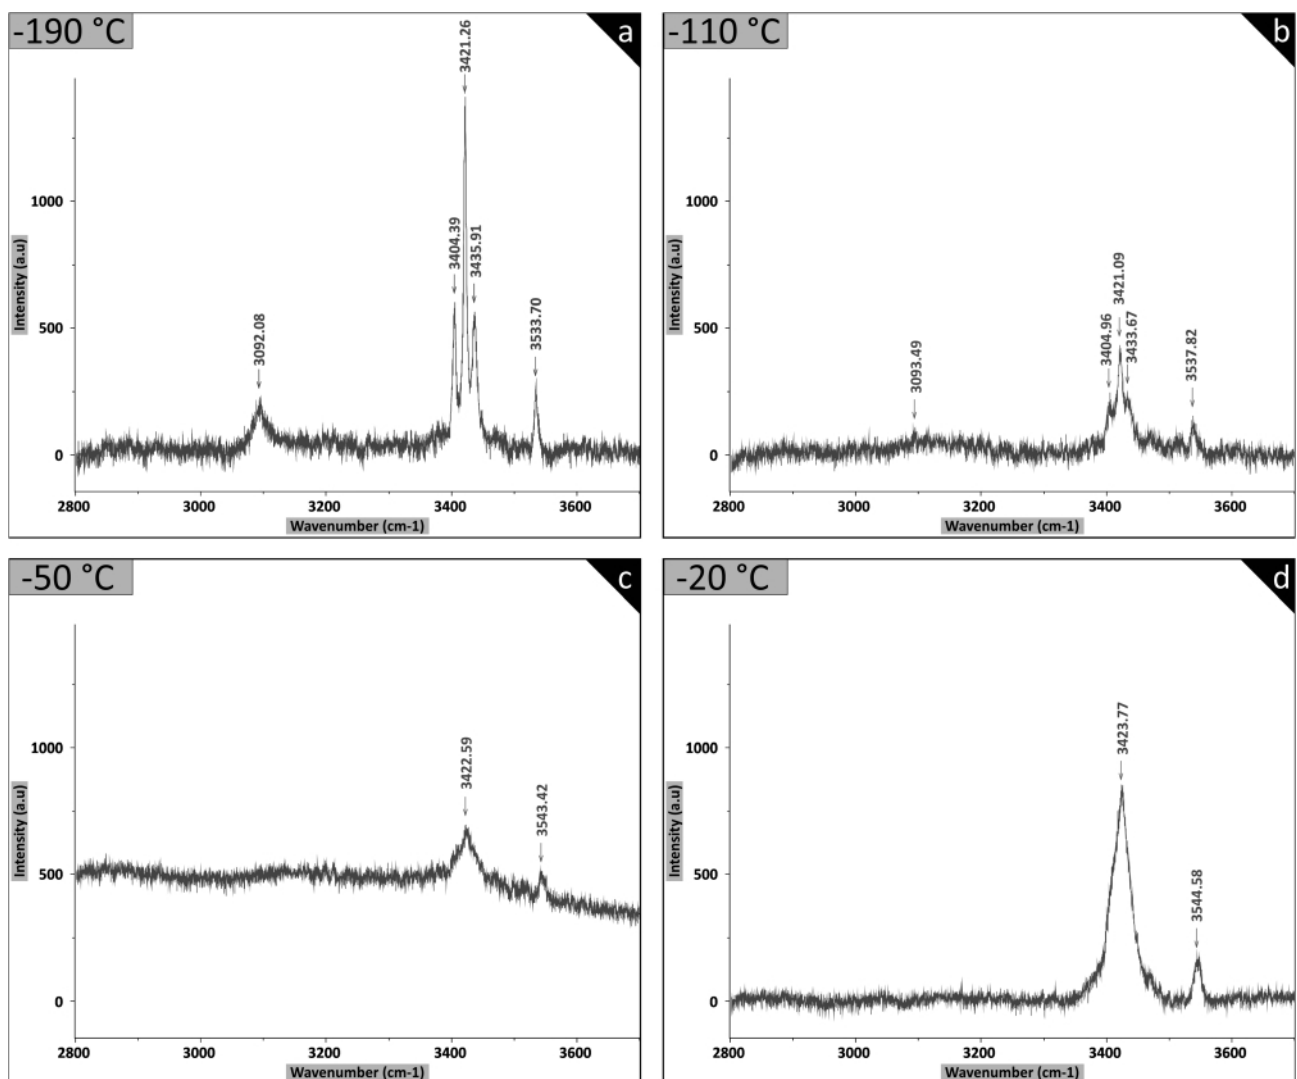 -190 °C
a
Intensity (a.u)
1000
500
0
3092.08
3404.39
3421.26
3435.91
3533.70
2800
3000
3200
3400
3600
Wavenumber (cm-1)
-110 °C
b
Intensity (a.u)
1000
500
0
3093.49
3404.96
3421.09
3433.67
3537.82
2800
3000
3200
3400
3600
Wavenumber (cm-1)
-50 °C
c
Intensity (a.u)
1000
500
0
3422.59
3543.42
2800
3000
3200
3400
3600
Wavenumber (cm-1)
-20 °C
d
Intensity (a.u)
1000
500
0
3423.77
3544.58
2800
3000
3200
3400
3600
Wavenumber (cm-1)